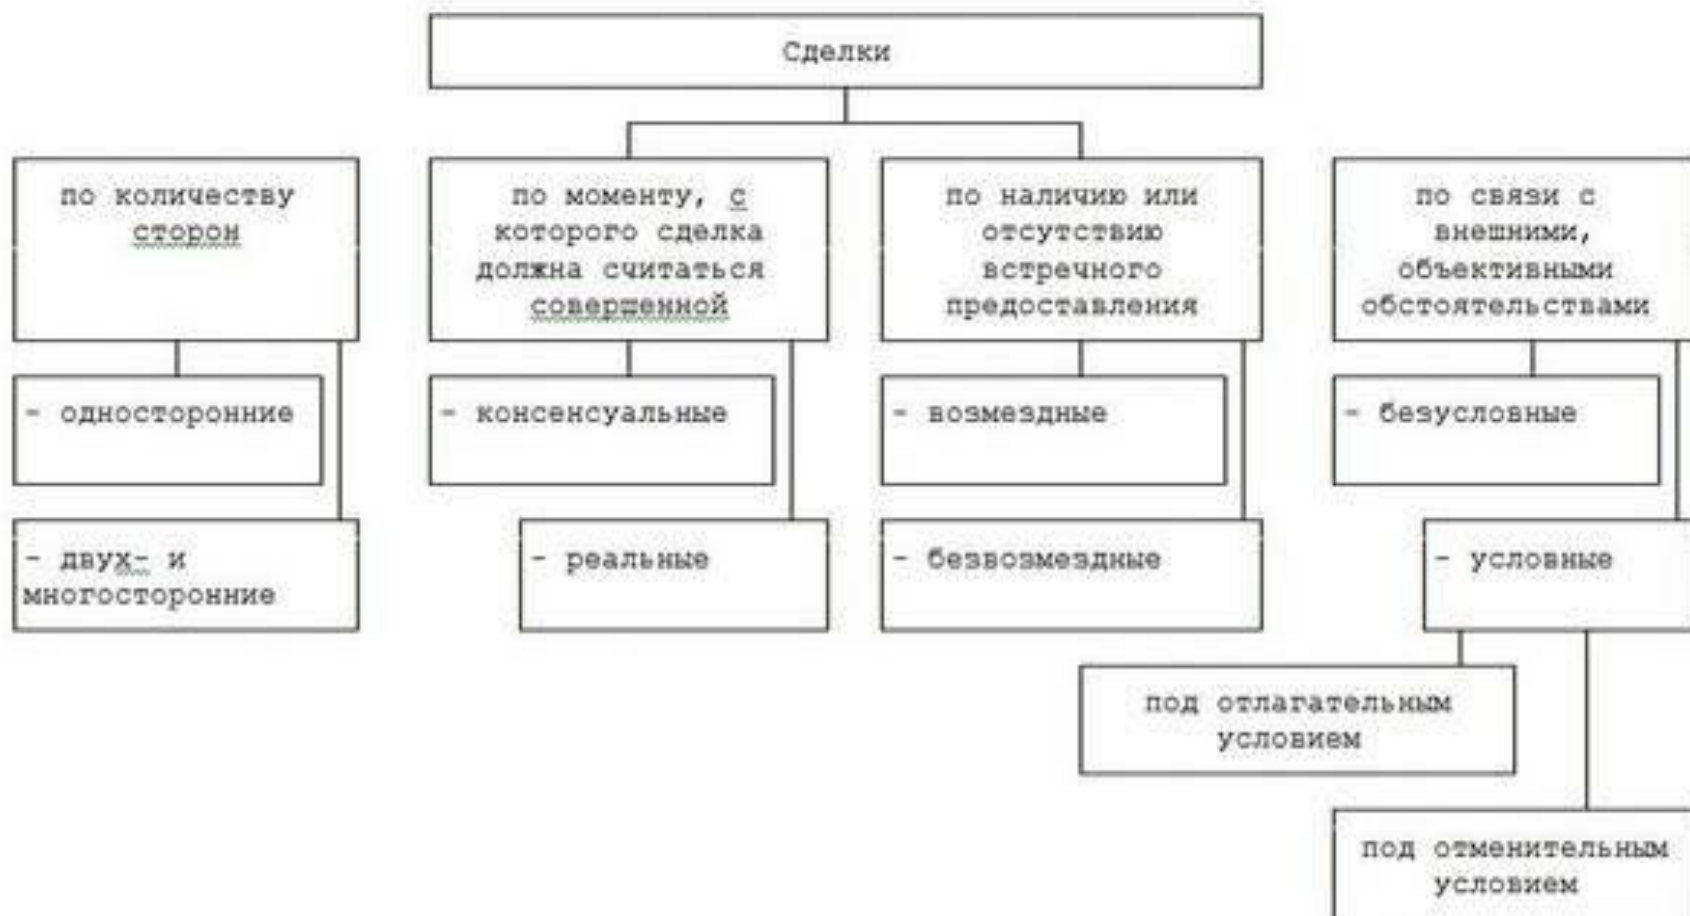 Сделки
по количеству
сторон
по моменту, с
которого сделка
должна считаться
совершенной
по наличию или
отсутствию
встречного
предоставления
по связи с
внешними,
объективными
обстоятельствами
- односторонние
- консенсуальные
- возмездные
- безусловные
- двух- и
многосторонние
- реальные
- безвозмездные
- условные
под отлагательным
условием
под отменительным
условием